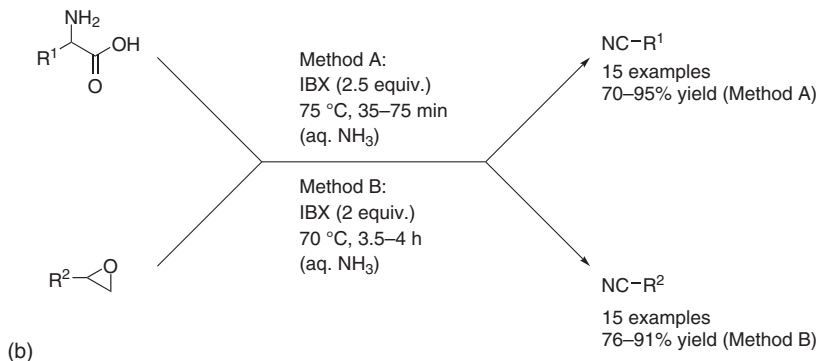 NH₂
OH
R¹
O
Method A:
IBX (2.5 equiv.)
75 °C, 35–75 min
(aq. NH₃)
NC–R¹
15 examples
70–95% yield (Method A)
Method B:
IBX (2 equiv.)
70 °C, 3.5–4 h
(aq. NH₃)
R²
O
NC–R²
15 examples
76–91% yield (Method B)
(b)